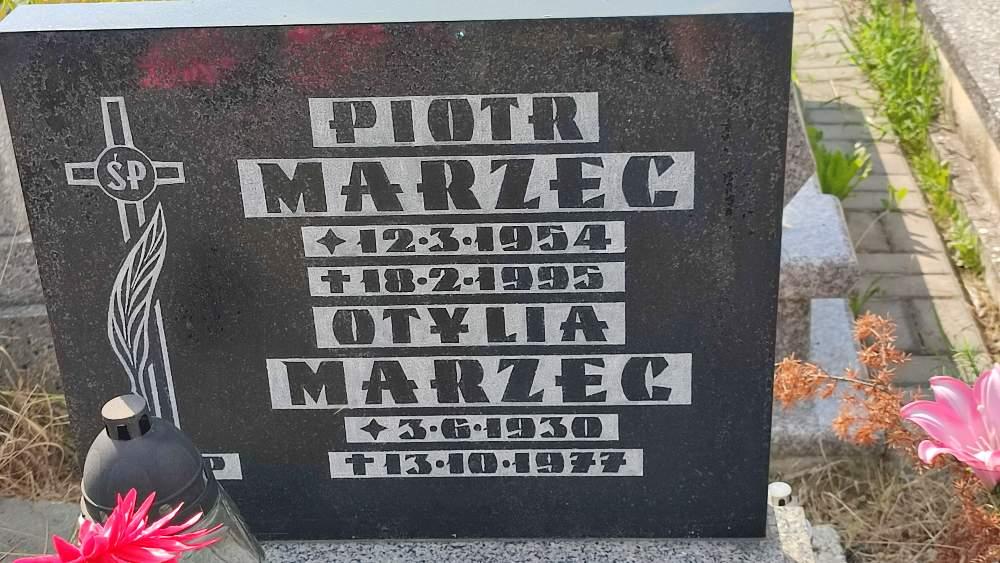 ŚP
PIOTR
MARZEC
✦ 12·3·1954
✝ 18·2·1995
OTYLIA
MARZEC
✦ 3·6·1930
✝ 13·10·1977